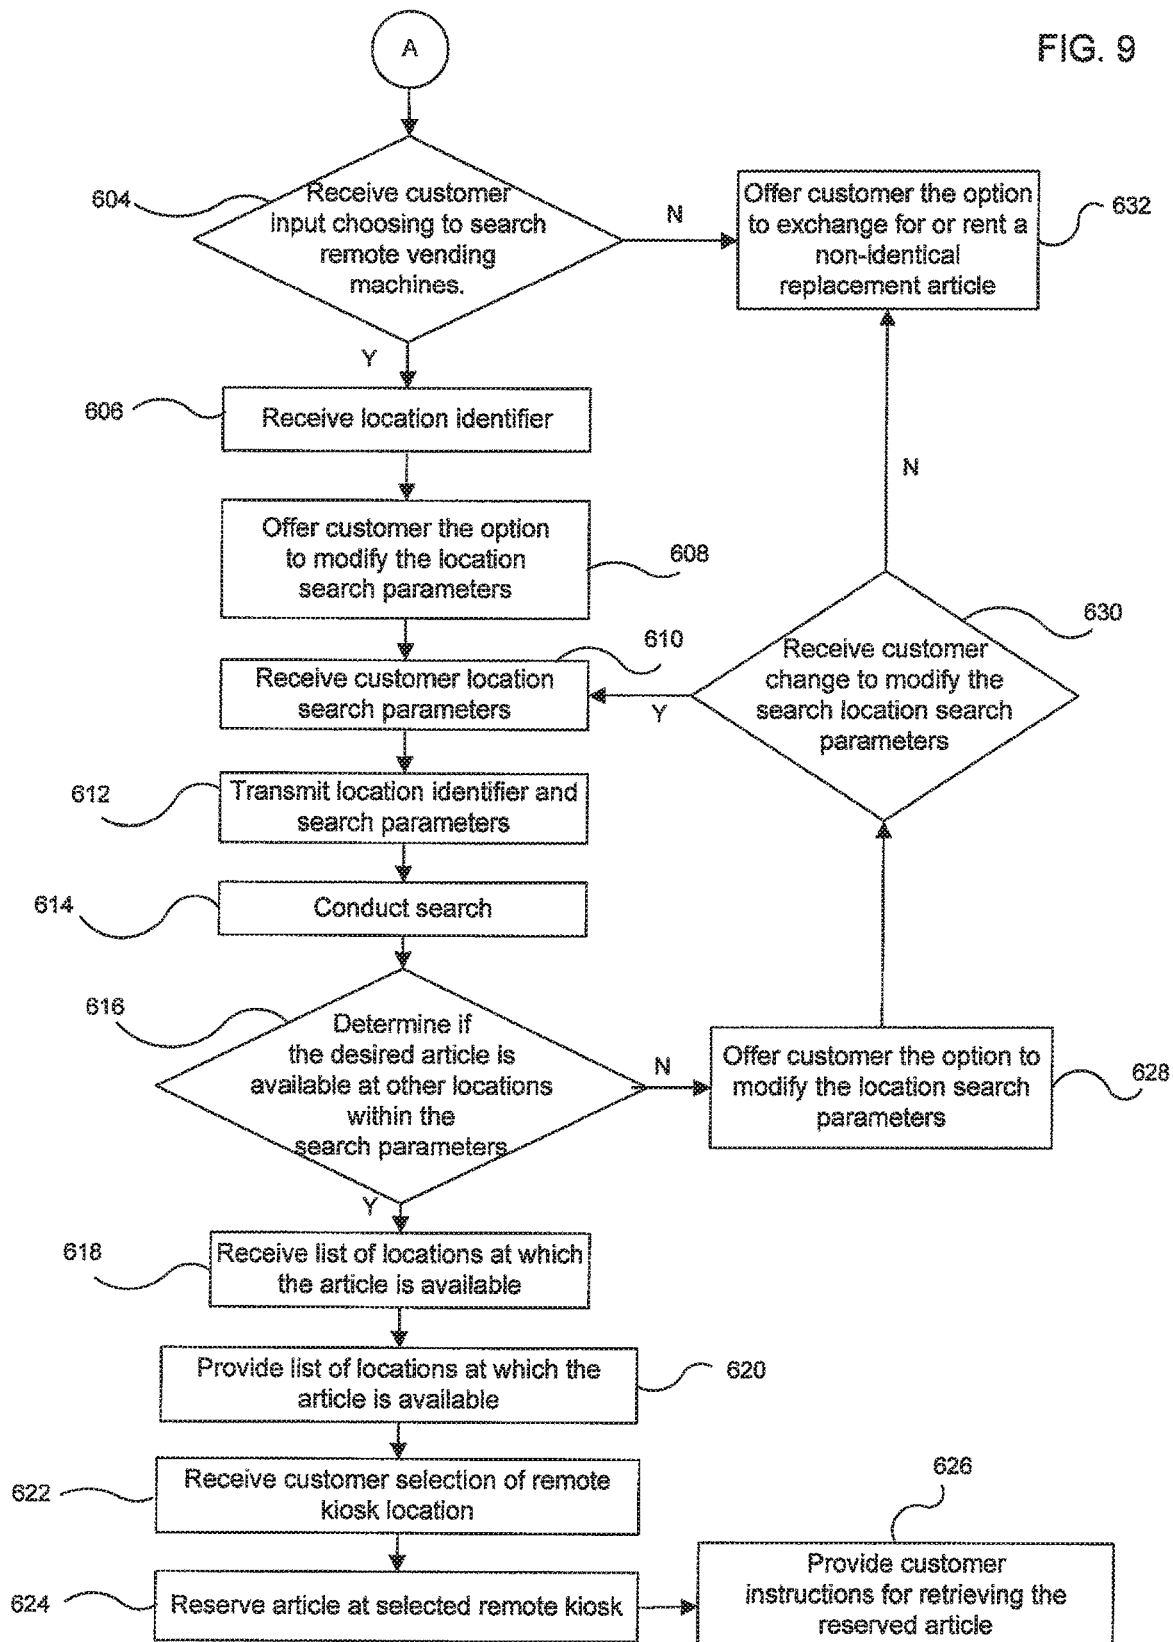 FIG. 9
A
604
Receive customer
input choosing to search
remote vending
machines.
N
Offer customer the option
to exchange for or rent a
non-identical
replacement article
632
Y
606
Receive location identifier
N
Offer customer the option
to modify the location
search parameters
608
630
610
Receive customer location
search parameters
Y
Receive customer
change to modify the
search location search
parameters
612
Transmit location identifier and
search parameters
614
Conduct search
616
Determine if
the desired article is
available at other locations
within the
search parameters
N
Offer customer the option to
modify the location search
parameters
628
Y
618
Receive list of locations at which
the article is available
Provide list of locations at which the
article is available
620
622
Receive customer selection of remote
kiosk location
626
624
Reserve article at selected remote kiosk
Provide customer
instructions for retrieving the
reserved article